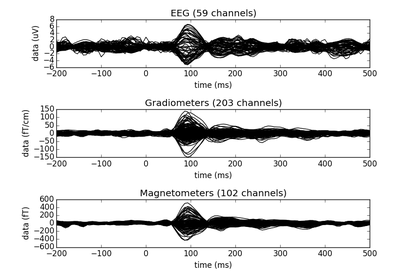 EEG (59 channels)
data (uV)
8
6
4
2
0
−2
−4
−6
−200 −100 0 100 200 300 400 500
time (ms)
Gradiometers (203 channels)
data (fT/cm)
150
100
50
0
−50
−100
−150
−200 −100 0 100 200 300 400 500
time (ms)
Magnetometers (102 channels)
data (fT)
600
400
200
0
−200
−400
−600
−200 −100 0 100 200 300 400 500
time (ms)